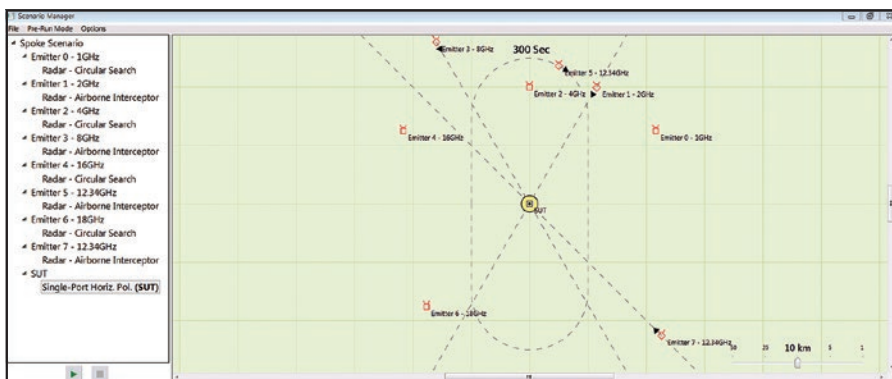 Scenario Manager
File Pre-Run Mode Options
Spoke Scenario
Emitter 0 - 1GHz
Radar - Circular Search
Emitter 1 - 2GHz
Radar - Airborne Interceptor
Emitter 2 - 4GHz
Radar - Circular Search
Emitter 3 - 8GHz
Radar - Airborne Interceptor
Emitter 4 - 16GHz
Radar - Circular Search
Emitter 5 - 12.34GHz
Radar - Airborne Interceptor
Emitter 6 - 18GHz
Radar - Circular Search
Emitter 7 - 12.34GHz
Radar - Airborne Interceptor
SUT
Single-Port Horiz. Pol. (SUT)
Emitter 3 - 8GHz
300 Sec
Emitter 5 - 12.34GHz
Emitter 2 - 4GHz
Emitter 1 - 2GHz
Emitter 4 - 16GHz
Emitter 0 - 1GHz
SUT
Emitter 6 - 18GHz
Emitter 7 - 12.34GHz
10 km
20 5 1